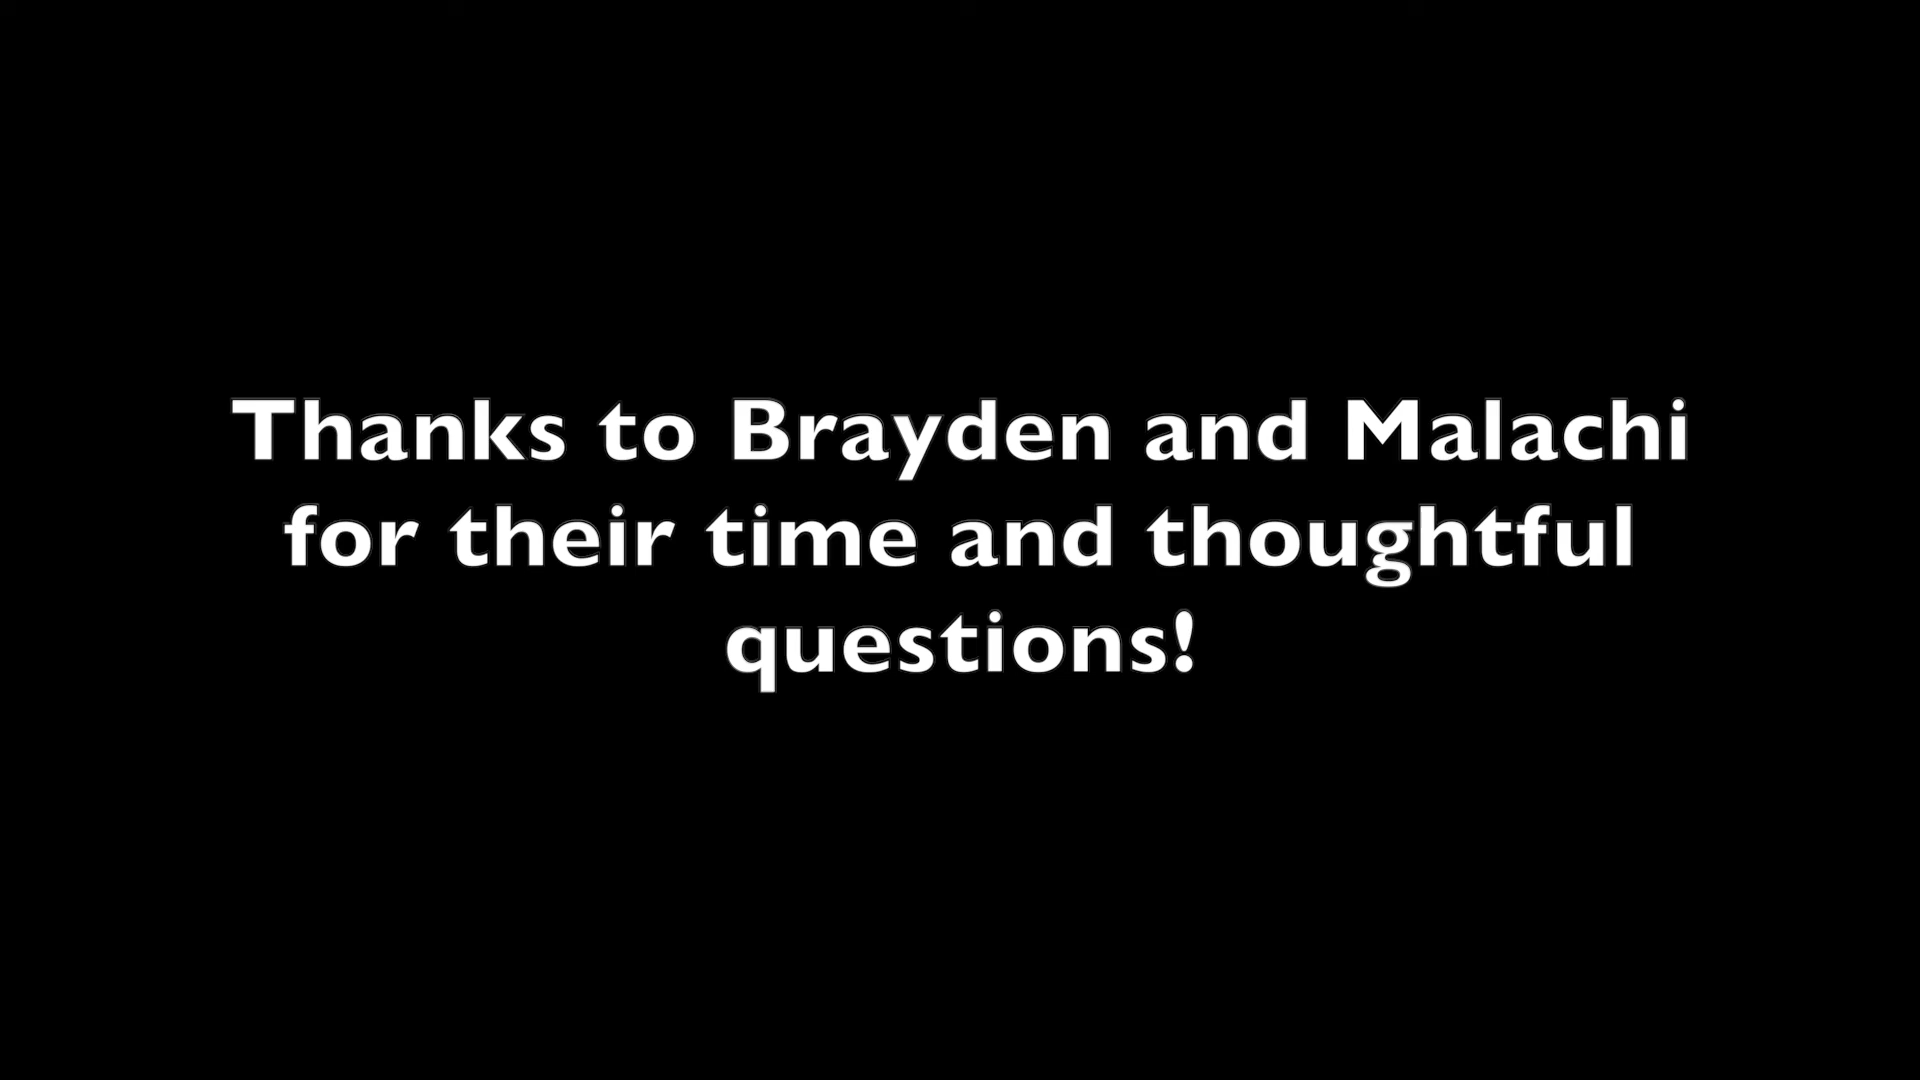 Thanks to Brayden and Malachi
for their time and thoughtful
questions!